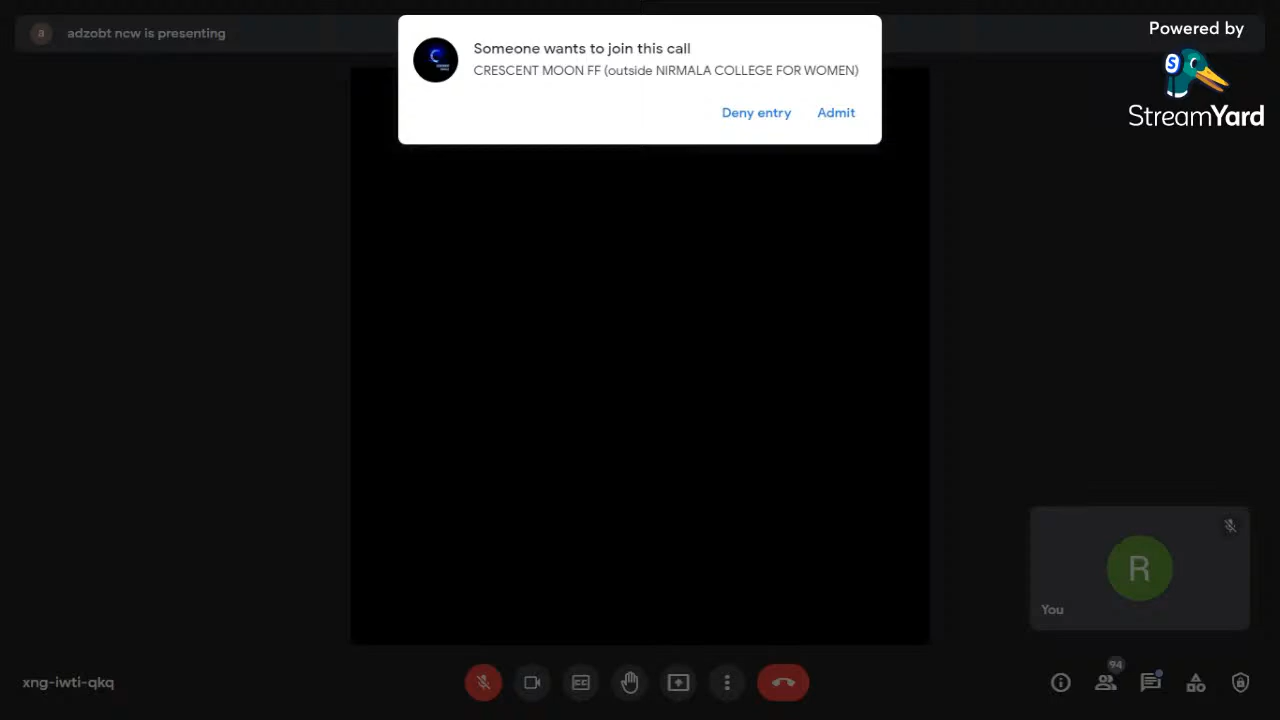 adzobt ncw is presenting
a
Someone wants to join this call
CRESCENT MOON FF (outside NIRMALA COLLEGE FOR WOMEN)
Deny entry Admit
Powered by
S
StreamYard
R
You
xng-iwti-qkq
CC
94